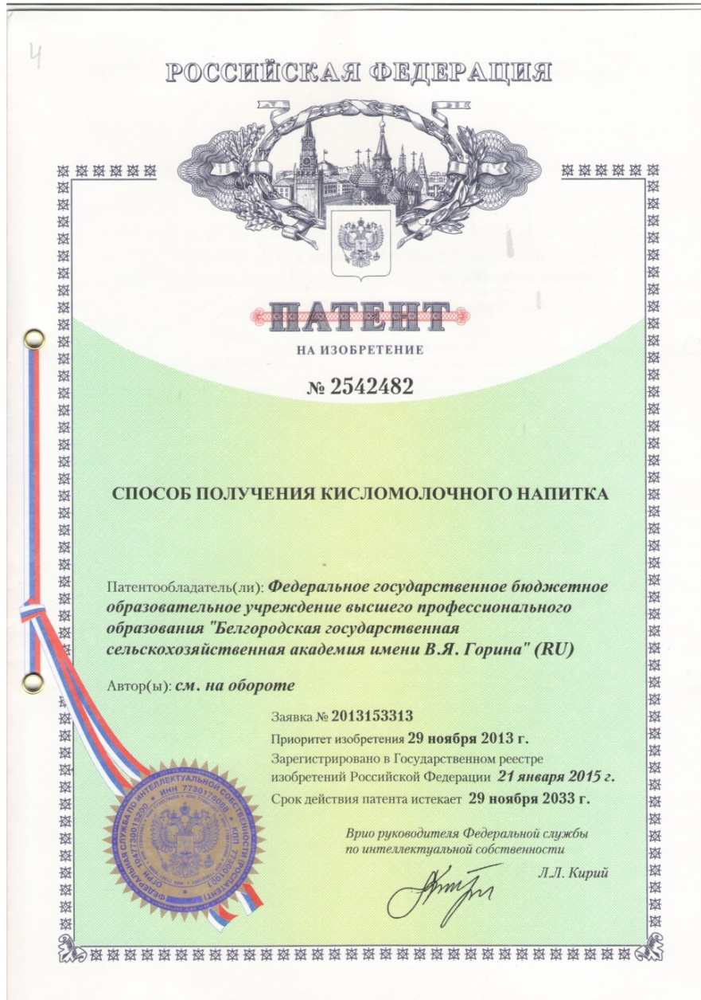 4
РОССИЙСКАЯ ФЕДЕРАЦИЯ
ПАТЕНТ
НА ИЗОБРЕТЕНИЕ
№ 2542482
СПОСОБ ПОЛУЧЕНИЯ КИСЛОМОЛОЧНОГО НАПИТКА
Патентообладатель(ли): Федеральное государственное бюджетное
образовательное учреждение высшего профессионального
образования "Белгородская государственная
сельскохозяйственная академия имени В.Я. Горина" (RU)
Автор(ы): см. на обороте
Заявка № 2013153313
Приоритет изобретения 29 ноября 2013 г.
Зарегистрировано в Государственном реестре
изобретений Российской Федерации 21 января 2015 г.
Срок действия патента истекает 29 ноября 2033 г.
Врио руководителя Федеральной службы
по интеллектуальной собственности
Л.Л. Кирий
ФЕДЕРАЛЬНАЯ СЛУЖБА ПО ИНТЕЛЛЕКТУАЛЬНОЙ СОБСТВЕННОСТИ (РОСПАТЕНТ)
ОГРН 1047730015200 * ИНН 7730176088 * КПП 773001001